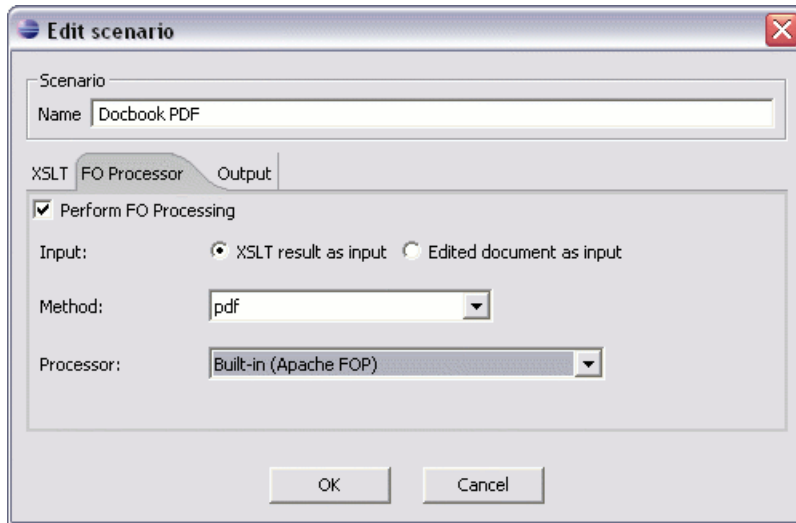 Edit scenario
Scenario
Name Docbook PDF
XSLT FO Processor Output
Perform FO Processing
Input: XSLT result as input Edited document as input
Method: pdf
Processor: Built-in (Apache FOP)
OK Cancel